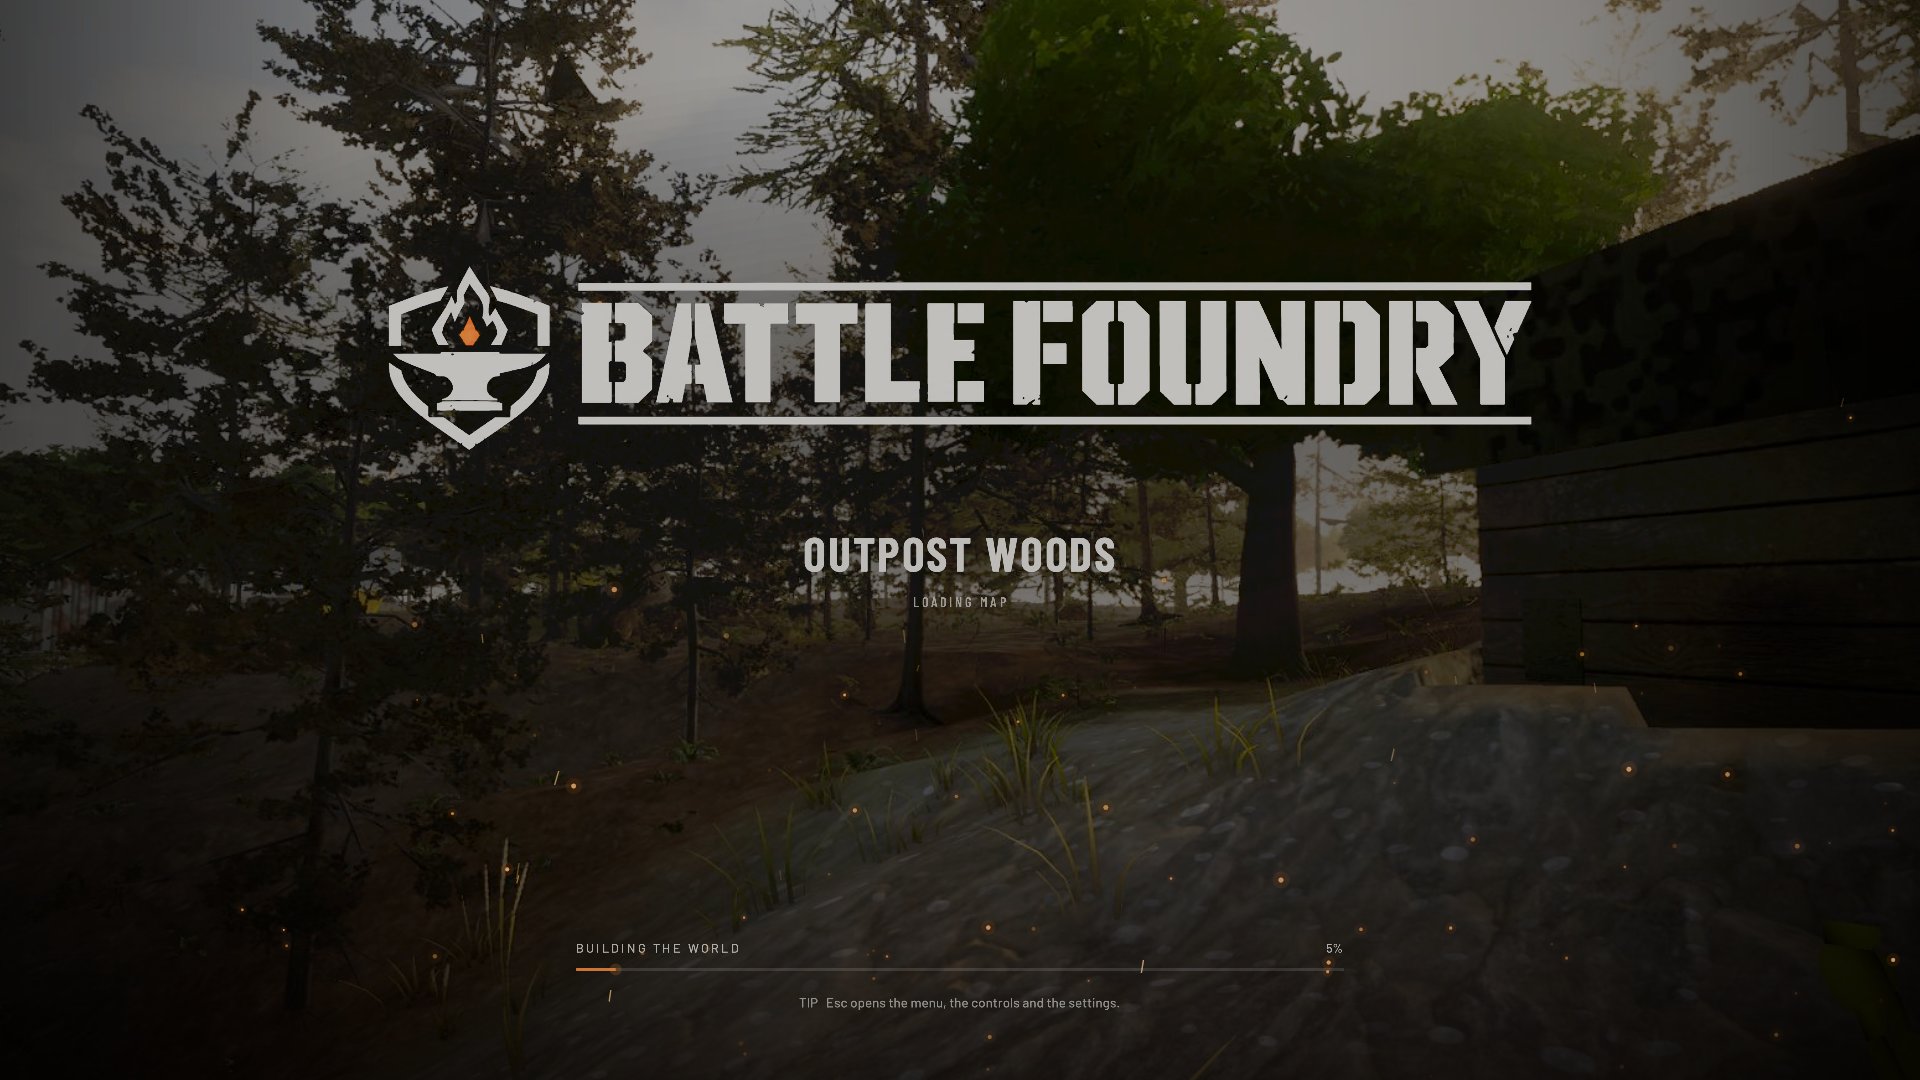 BATTLE FOUNDRY
OUTPOST WOODS
LOADING MAP
BUILDING THE WORLD
5%
TIP Esc opens the menu, the controls and the settings.